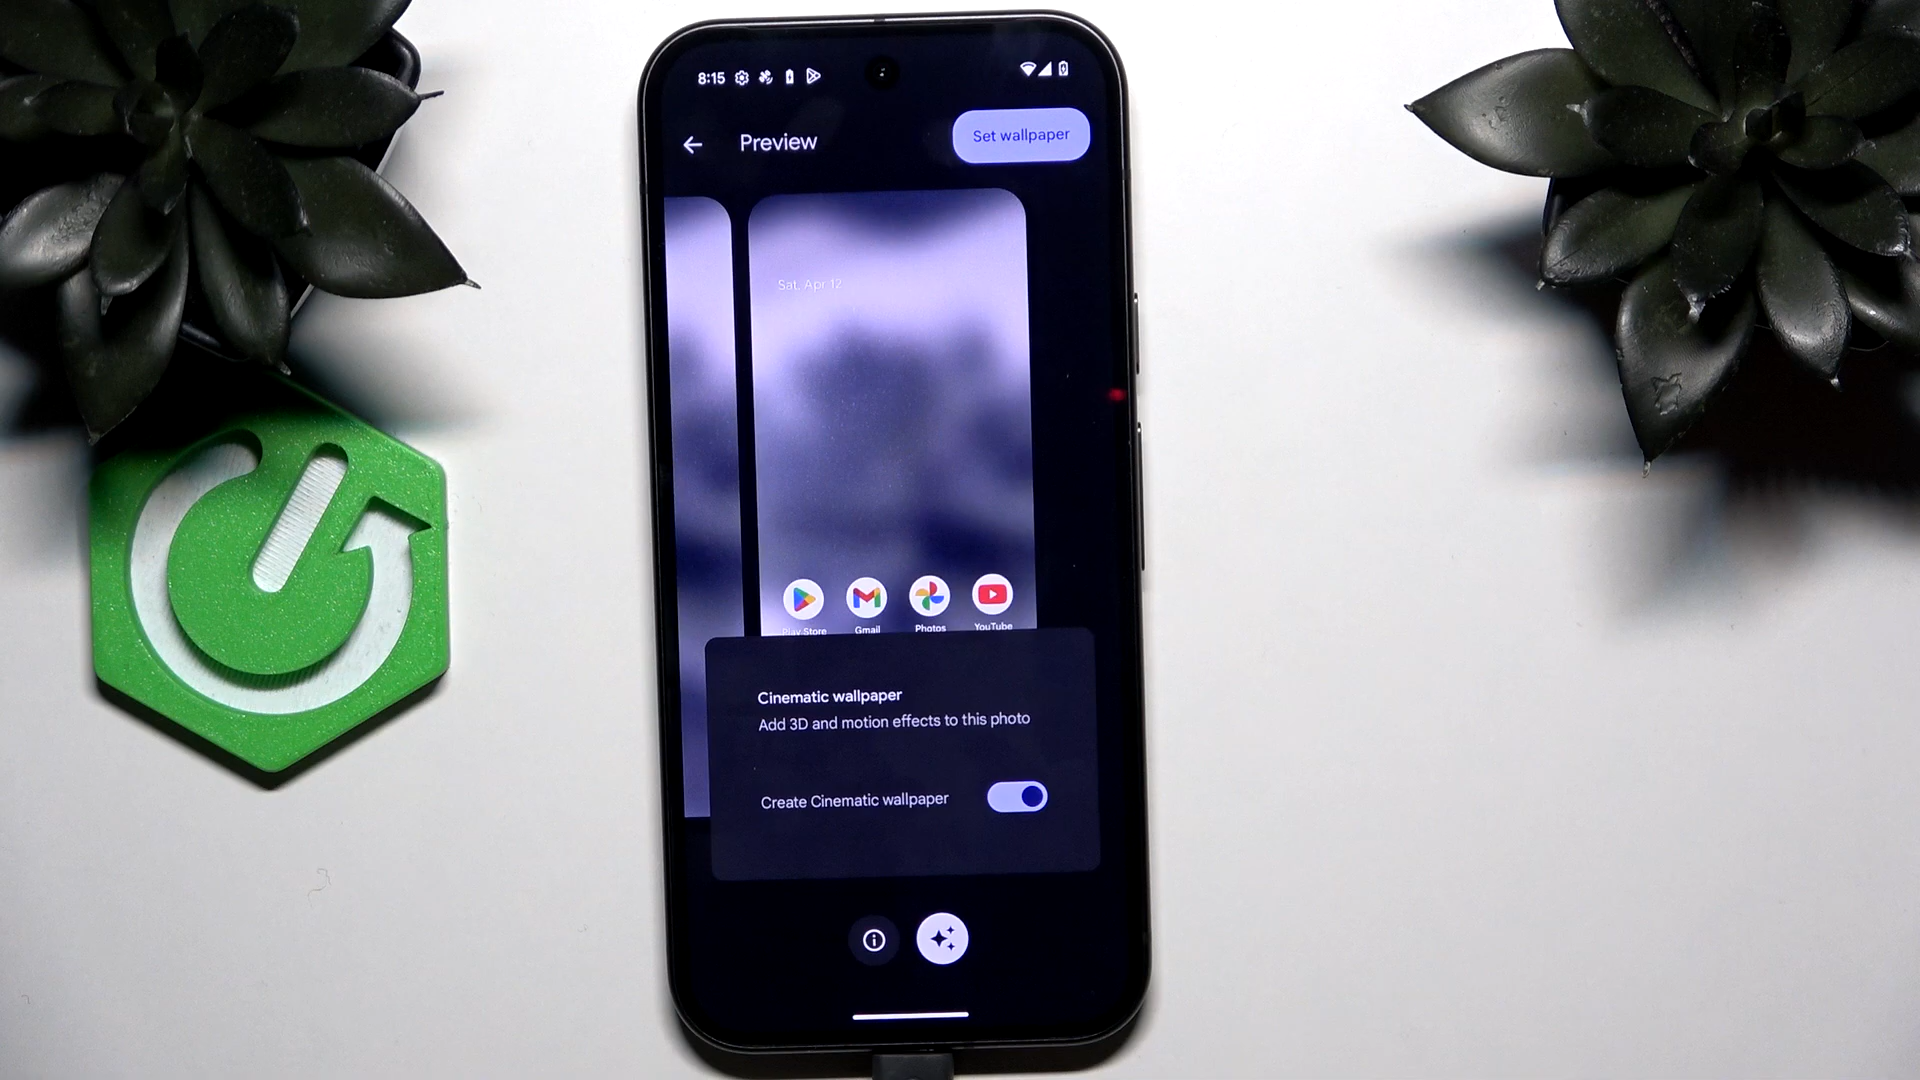 8:15
Preview
Set wallpaper
Sat, Apr 12
Play Store
Gmail
Photos
YouTube
Cinematic wallpaper
Add 3D and motion effects to this photo
Create Cinematic wallpaper